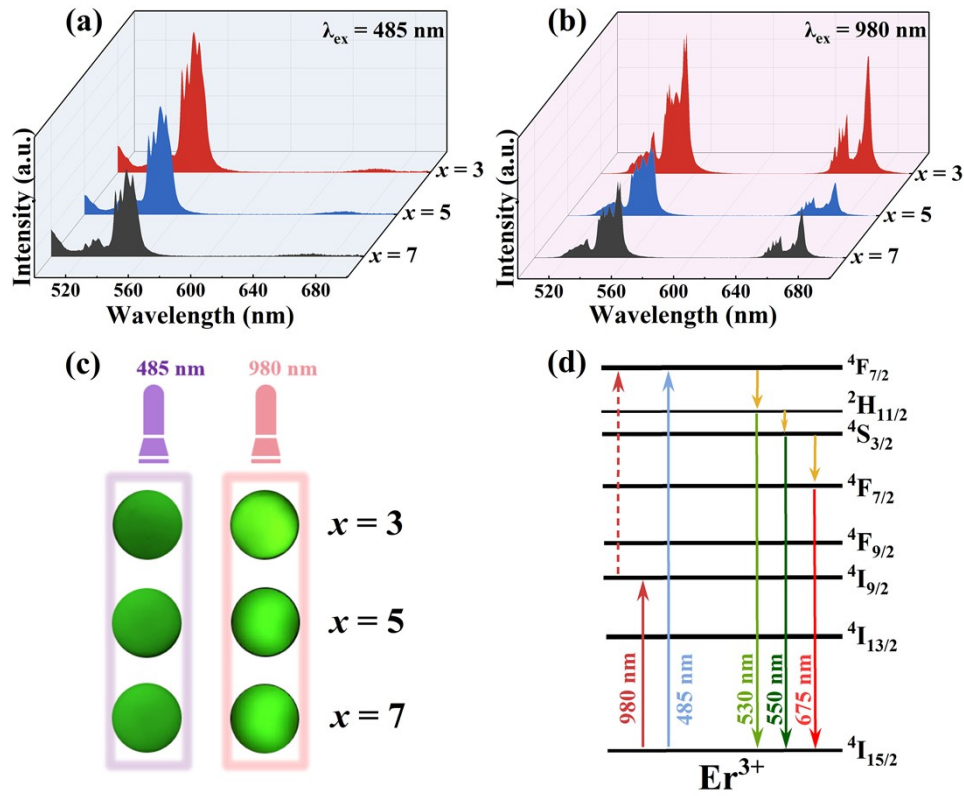 (a)
λex = 485 nm
Intensity (a.u.)
x = 3
x = 5
x = 7
520 560 600 640 680
Wavelength (nm)
(b)
λex = 980 nm
Intensity (a.u.)
x = 3
x = 5
x = 7
520 560 600 640 680
Wavelength (nm)
(c)
485 nm 980 nm
x = 3
x = 5
x = 7
(d)
⁴F7/2
²H11/2
⁴S3/2
⁴F7/2
⁴F9/2
⁴I9/2
⁴I13/2
980 nm
485 nm
530 nm
550 nm
675 nm
⁴I15/2
Er³⁺